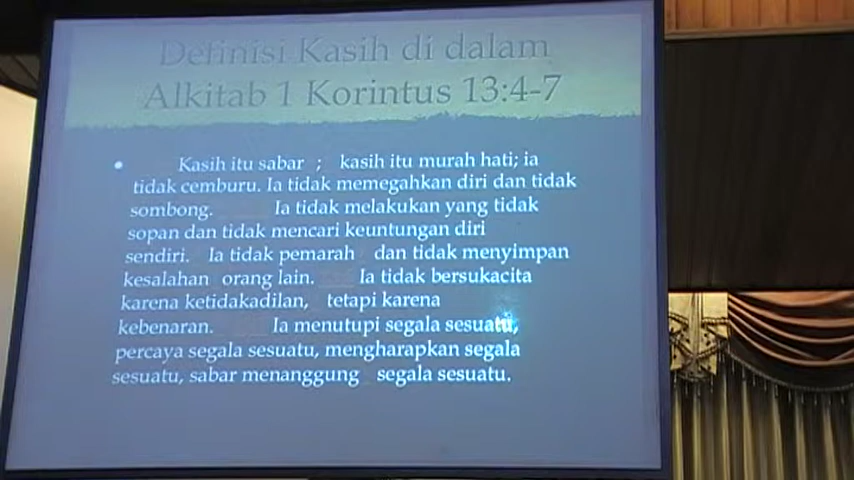 Definisi Kasih di dalam
Alkitab 1 Korintus 13:4-7
• Kasih itu sabar ; kasih itu murah hati; ia
tidak cemburu. Ia tidak memegahkan diri dan tidak
sombong. Ia tidak melakukan yang tidak
sopan dan tidak mencari keuntungan diri
sendiri. Ia tidak pemarah dan tidak menyimpan
kesalahan orang lain. Ia tidak bersukacita
karena ketidakadilan, tetapi karena
kebenaran. Ia menutupi segala sesuatu,
percaya segala sesuatu, mengharapkan segala
sesuatu, sabar menanggung segala sesuatu.